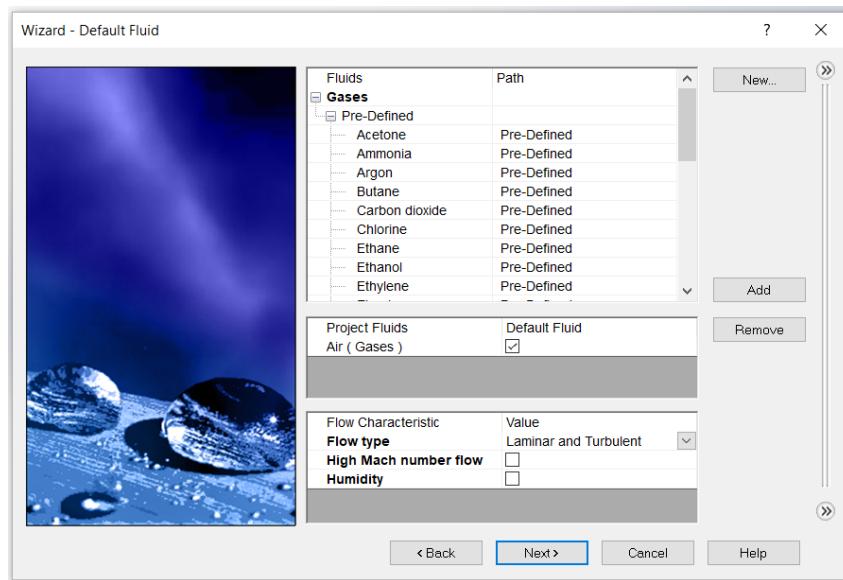 Wizard - Default Fluid ? ×
Fluids Path
Gases
Pre-Defined
Acetone Pre-Defined
Ammonia Pre-Defined
Argon Pre-Defined
Butane Pre-Defined
Carbon dioxide Pre-Defined
Chlorine Pre-Defined
Ethane Pre-Defined
Ethanol Pre-Defined
Ethylene Pre-Defined
New...
Add
Project Fluids Default Fluid
Air ( Gases )
Remove
Flow Characteristic Value
Flow type Laminar and Turbulent
High Mach number flow
Humidity
< Back Next > Cancel Help